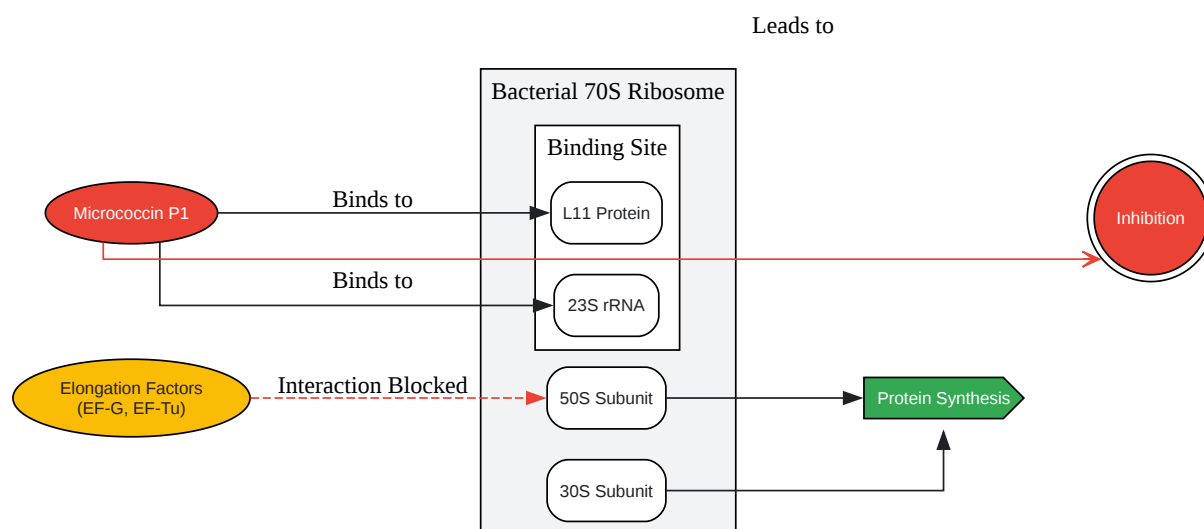 Leads to
Bacterial 70S Ribosome
Binding Site
Micrococcin P1
Binds to
L11 Protein
Inhibition
Binds to
23S rRNA
Elongation Factors
(EF-G, EF-Tu)
Interaction Blocked
50S Subunit
Protein Synthesis
30S Subunit